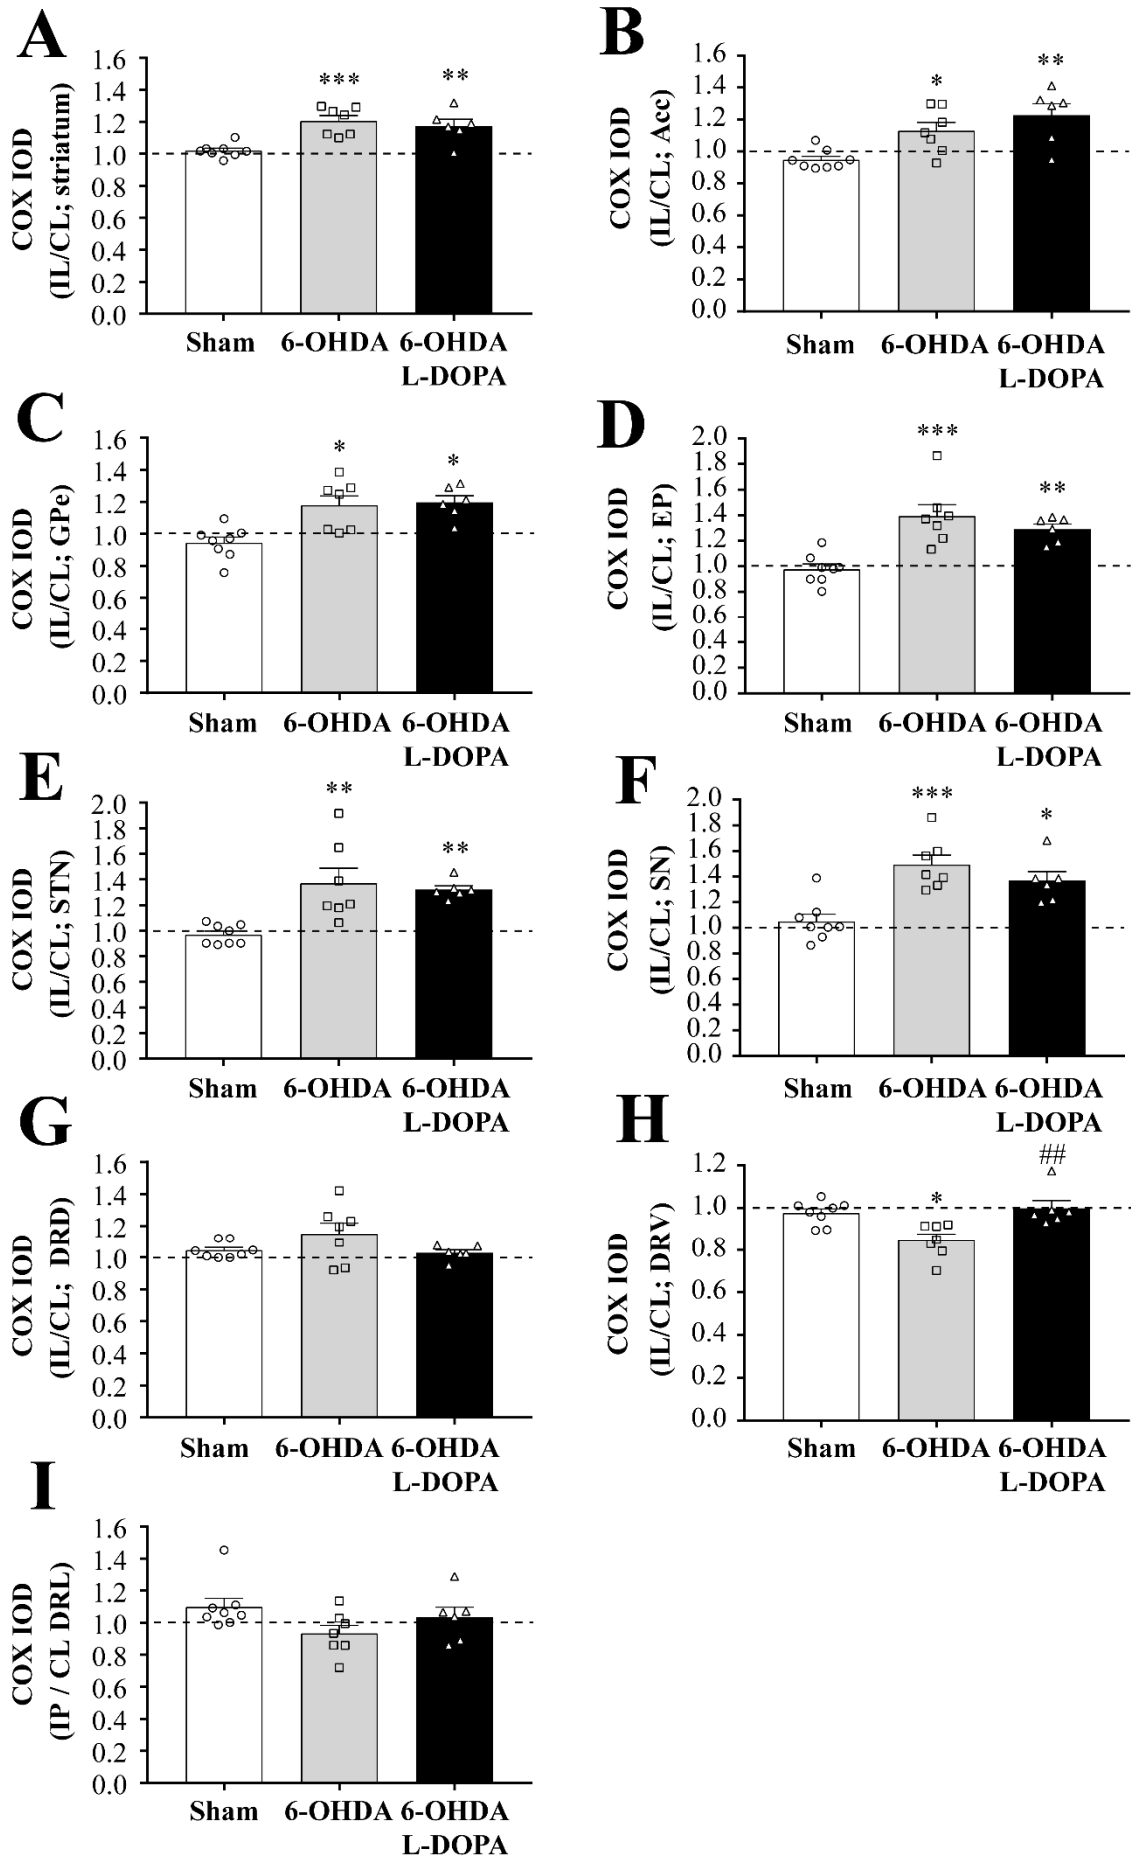 A
COX IOD
(IL/CL; striatum)
1.6
1.4
1.2
1.0
0.8
0.6
0.4
0.2
0.0
***
**
Sham 6-OHDA 6-OHDA
L-DOPA
B
COX IOD
(IL/CL; Acc)
1.6
1.4
1.2
1.0
0.8
0.6
0.4
0.2
0.0
*
**
Sham 6-OHDA 6-OHDA
L-DOPA
C
COX IOD
(IL/CL; GPe)
1.6
1.4
1.2
1.0
0.8
0.6
0.4
0.2
0.0
*
*
Sham 6-OHDA 6-OHDA
L-DOPA
D
COX IOD
(IL/CL; EP)
2.0
1.8
1.6
1.4
1.2
1.0
0.8
0.6
0.4
0.2
0.0
***
**
Sham 6-OHDA 6-OHDA
L-DOPA
E
COX IOD
(IL/CL; STN)
2.0
1.8
1.6
1.4
1.2
1.0
0.8
0.6
0.4
0.2
0.0
**
**
Sham 6-OHDA 6-OHDA
L-DOPA
F
COX IOD
(IL/CL; SN)
2.0
1.8
1.6
1.4
1.2
1.0
0.8
0.6
0.4
0.2
0.0
***
*
Sham 6-OHDA 6-OHDA
L-DOPA
G
COX IOD
(IL/CL; DRD)
1.6
1.4
1.2
1.0
0.8
0.6
0.4
0.2
0.0
Sham 6-OHDA 6-OHDA
L-DOPA
H
COX IOD
(IL/CL; DRV)
1.2
1.0
0.8
0.6
0.4
0.2
0.0
*
##
Sham 6-OHDA 6-OHDA
L-DOPA
I
COX IOD
(IP / CL DRL)
1.6
1.4
1.2
1.0
0.8
0.6
0.4
0.2
0.0
Sham 6-OHDA 6-OHDA
L-DOPA